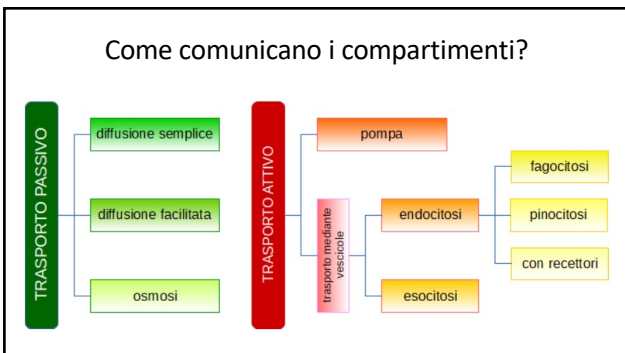 Come comunicano i compartimenti?
TRASPORTO PASSIVO
diffusione semplice
diffusione facilitata
osmosi
TRASPORTO ATTIVO
pompa
trasporto mediante
vescicole
endocitosi
esocitosi
fagocitosi
pinocitosi
con recettori